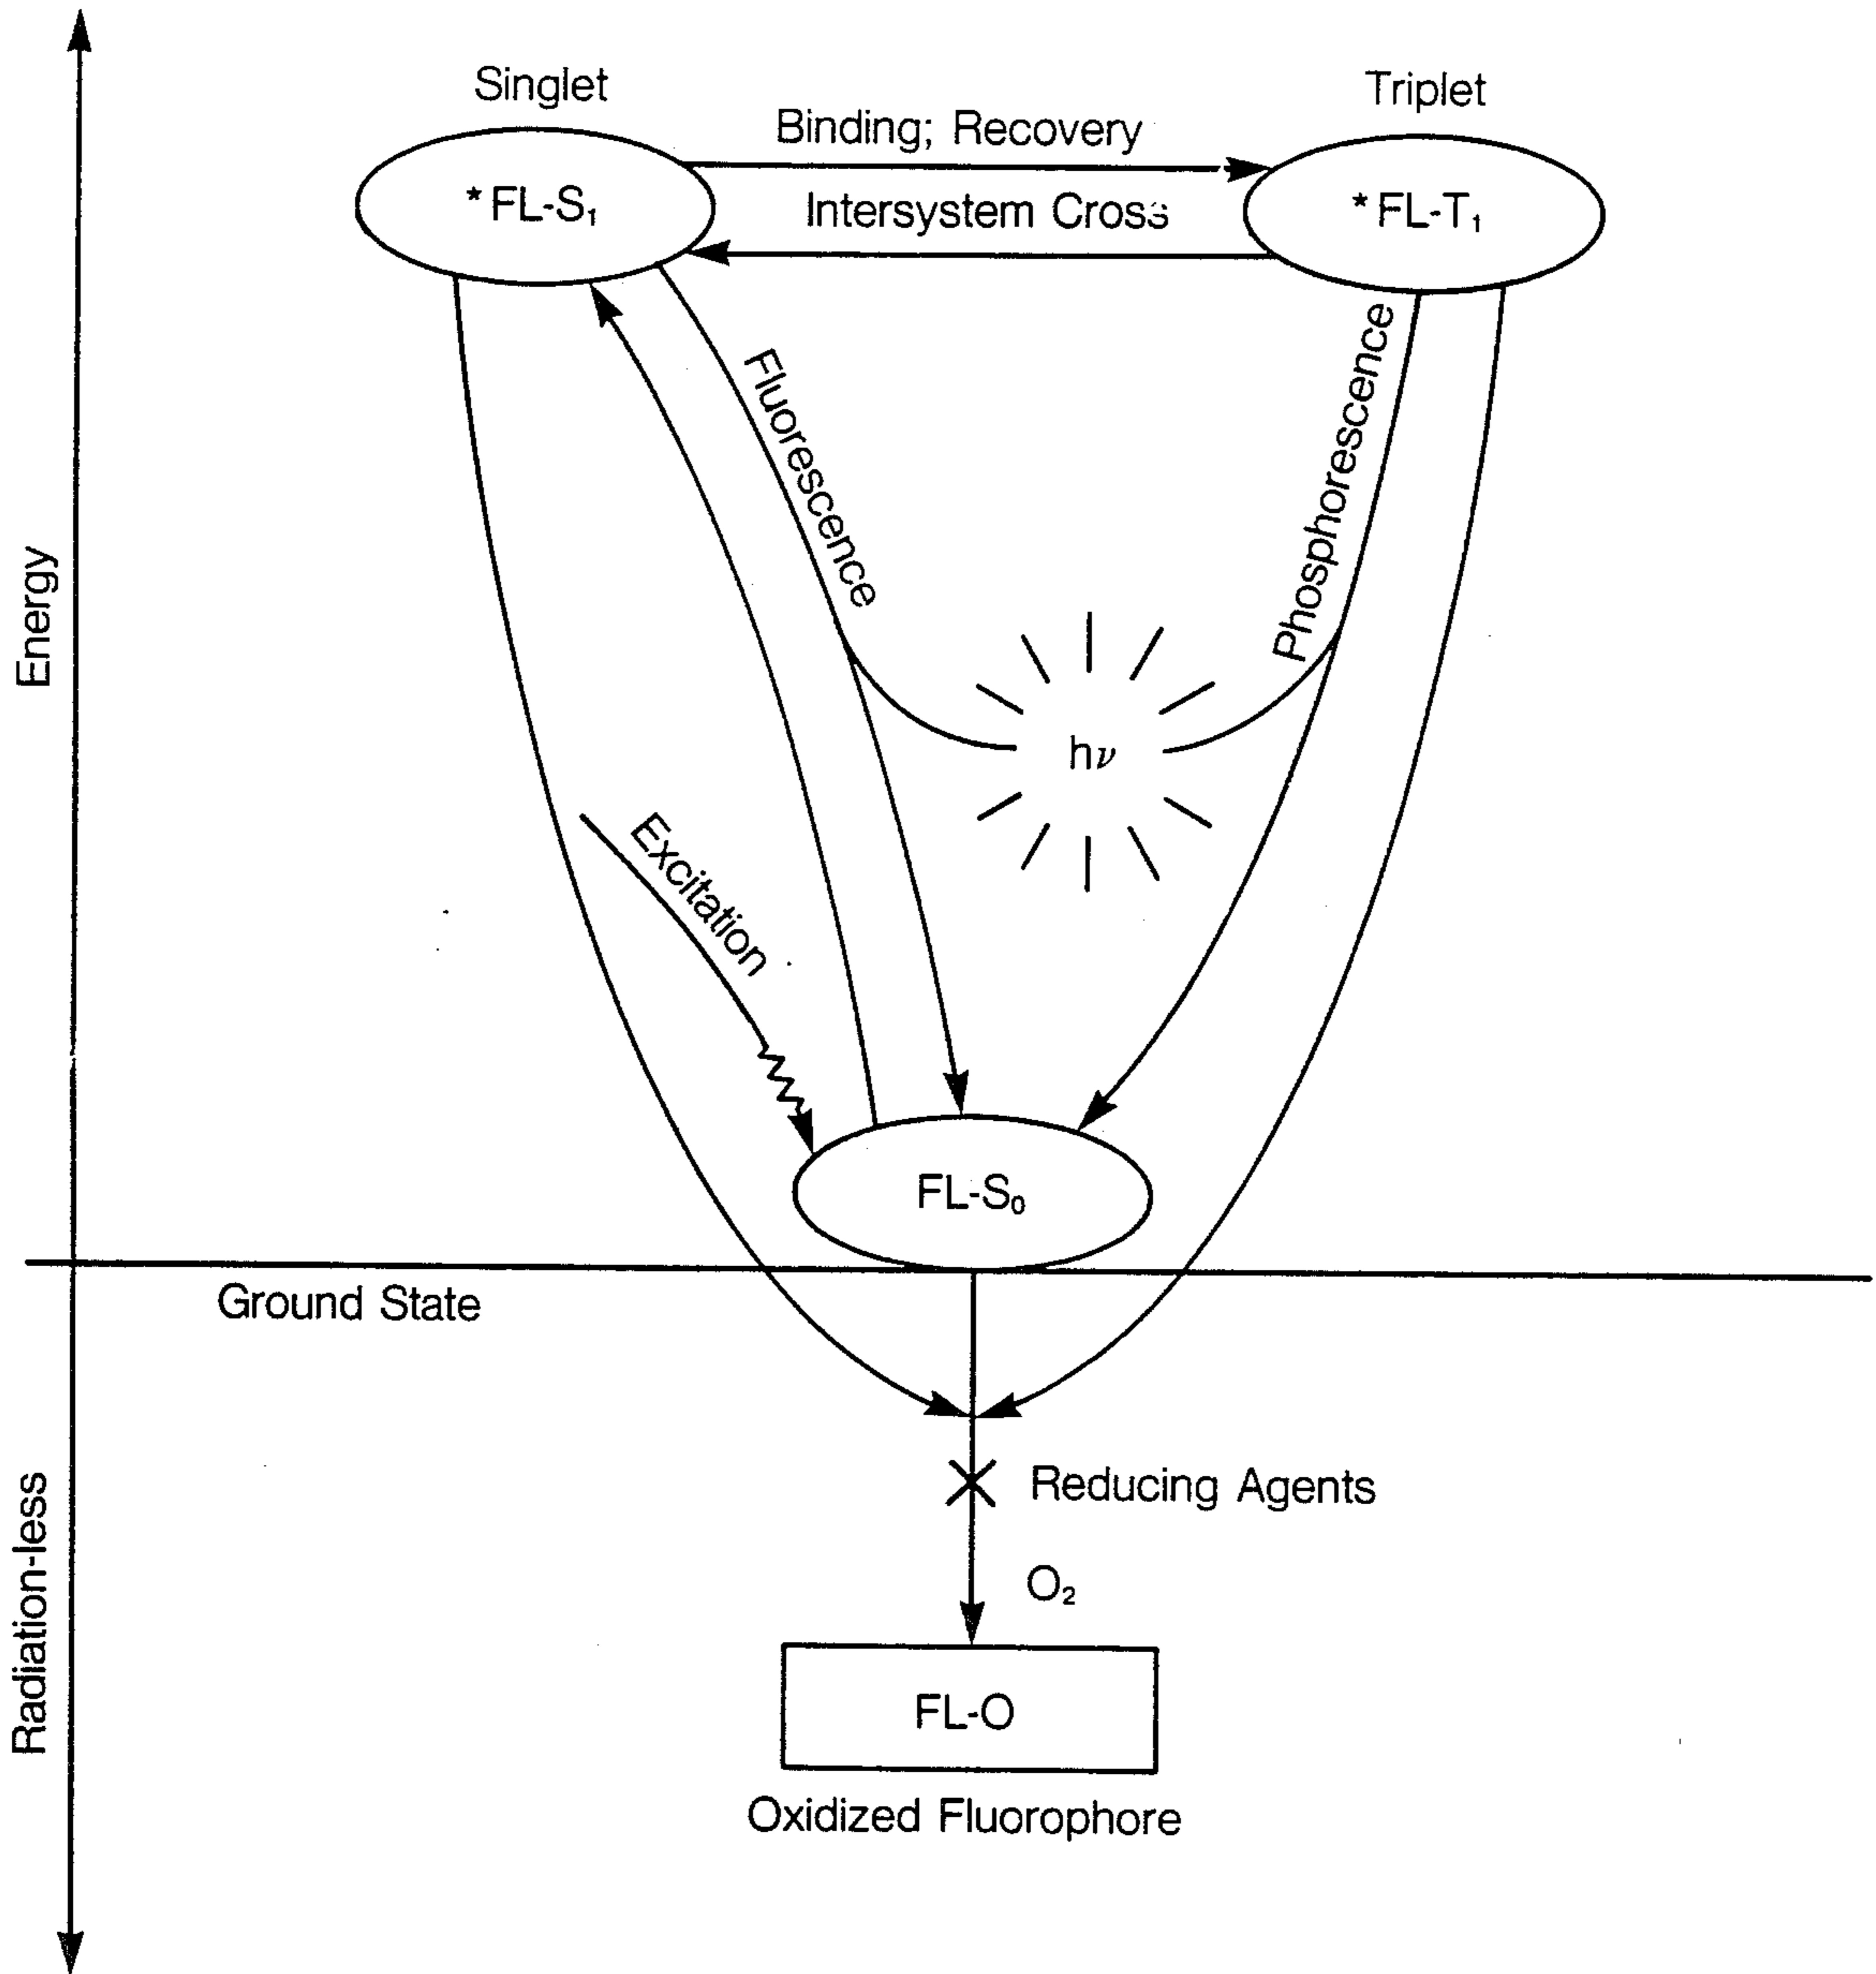 Singlet
Triplet
Binding; Recovery
*FL-S₁
Intersystem Cross
*FL-T₁
Fluorescence
Phosphorescence
Energy
hν
Excitation
FL-S₀
Ground State
Reducing Agents
O₂
Radiation-less
FL-O
Oxidized Fluorophore